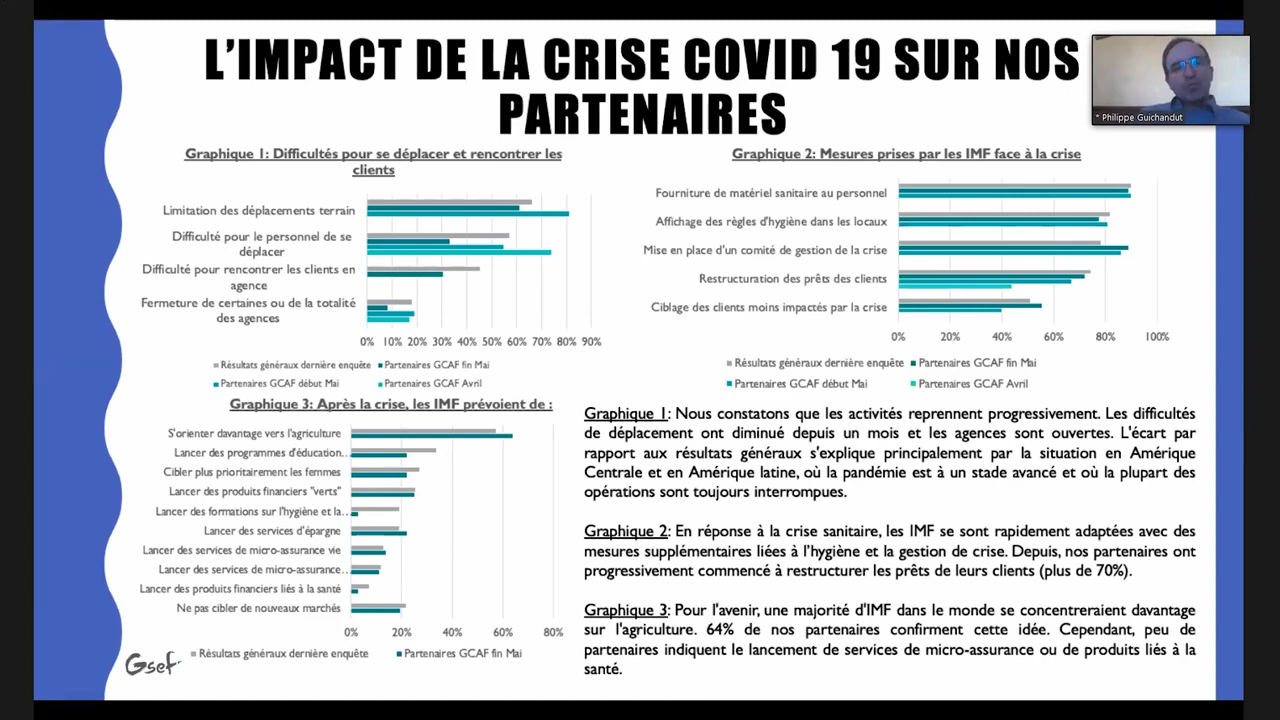 L'IMPACT DE LA CRISE COVID 19 SUR NOS
PARTENAIRES
* Philippe Guichandut
Graphique 1: Difficultés pour se déplacer et rencontrer les
clients
Limitation des déplacements terrain
Difficulté pour le personnel de se
déplacer
Difficulté pour rencontrer les clients en
agence
Fermeture de certaines ou de la totalité
des agences
0% 10% 20% 30% 40% 50% 60% 70% 80% 90%
Résultats généraux dernière enquête Partenaires GCAF fin Mai
Partenaires GCAF début Mai Partenaires GCAF Avril
Graphique 2: Mesures prises par les IMF face à la crise
Fourniture de matériel sanitaire au personnel
Affichage des règles d'hygiène dans les locaux
Mise en place d'un comité de gestion de la crise
Restructuration des prêts des clients
Ciblage des clients moins impactés par la crise
0% 20% 40% 60% 80% 100%
Résultats généraux dernière enquête Partenaires GCAF fin Mai
Partenaires GCAF début Mai Partenaires GCAF Avril
Graphique 3: Après la crise, les IMF prévoient de :
S'orienter davantage vers l'agriculture
Lancer des programmes d'éducation...
Cibler plus prioritairement les femmes
Lancer des produits financiers "verts"
Lancer des formations sur l'hygiène et la...
Lancer des services d'épargne
Lancer des services de micro-assurance vie
Lancer des services de micro-assurance...
Lancer des produits financiers liés à la santé
Ne pas cibler de nouveaux marchés
0% 20% 40% 60% 80%
Résultats généraux dernière enquête Partenaires GCAF fin Mai
Gsef
Graphique 1: Nous constatons que les activités reprennent progressivement. Les difficultés
de déplacement ont diminué depuis un mois et les agences sont ouvertes. L'écart par
rapport aux résultats généraux s'explique principalement par la situation en Amérique
Centrale et en Amérique latine, où la pandémie est à un stade avancé et où la plupart des
opérations sont toujours interrompues.
Graphique 2: En réponse à la crise sanitaire, les IMF se sont rapidement adaptées avec des
mesures supplémentaires liées à l'hygiène et la gestion de crise. Depuis, nos partenaires ont
progressivement commencé à restructurer les prêts de leurs clients (plus de 70%).
Graphique 3: Pour l'avenir, une majorité d'IMF dans le monde se concentreraient davantage
sur l'agriculture. 64% de nos partenaires confirment cette idée. Cependant, peu de
partenaires indiquent le lancement de services de micro-assurance ou de produits liés à la
santé.